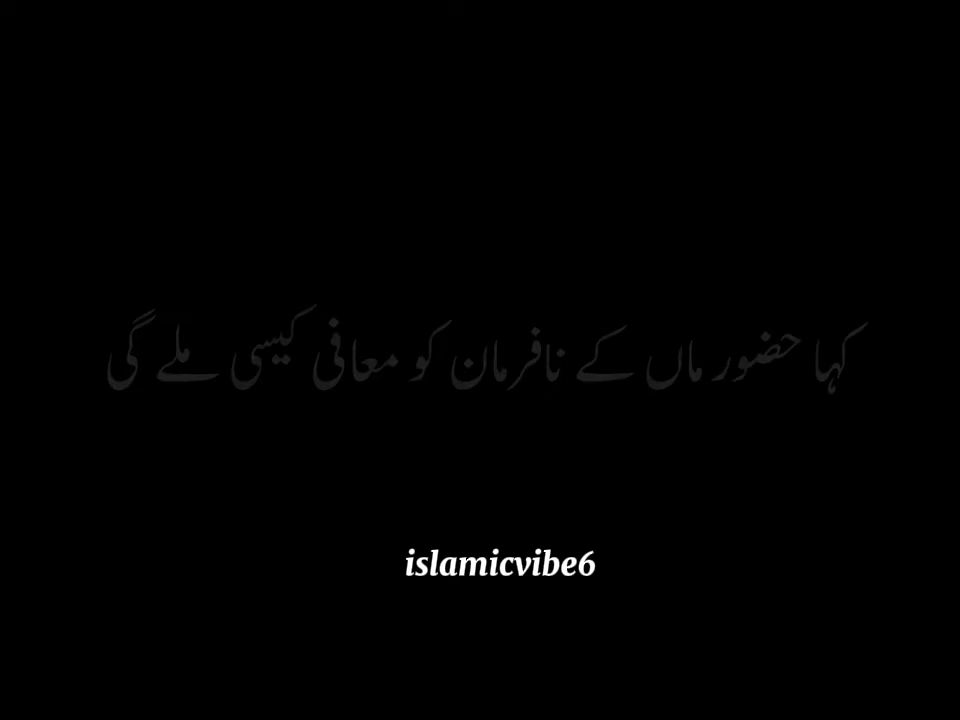 کہا حضور ماں کے نافرمان کو معافی کیسی ملے گی
islamicvibe6